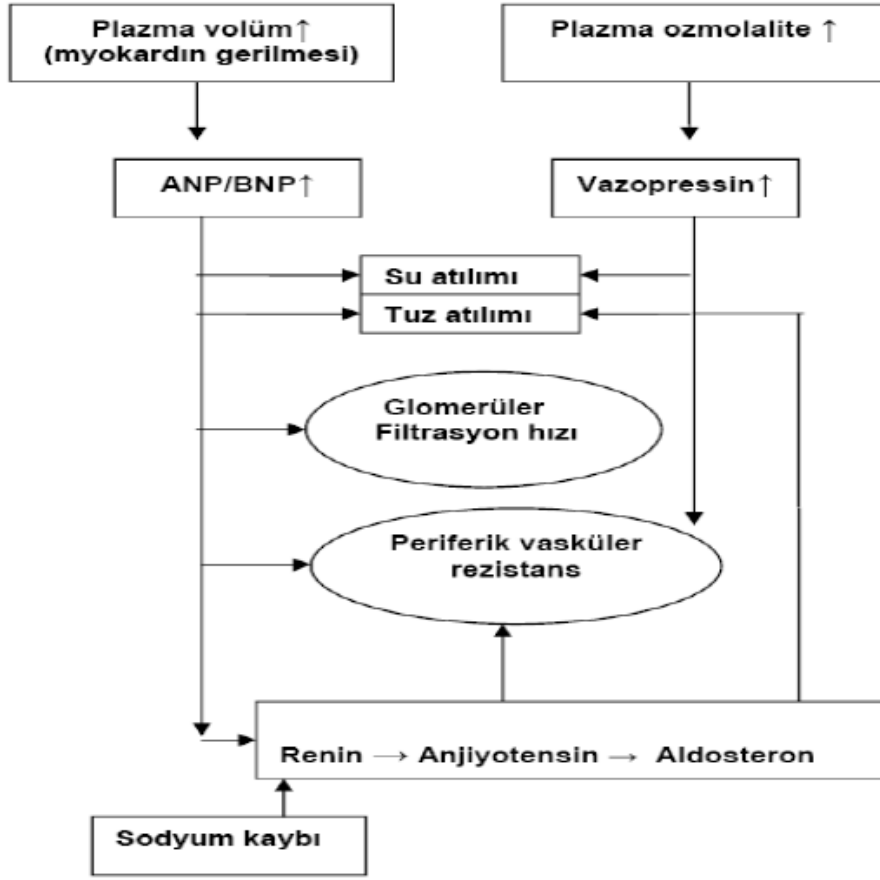 Plazma volüm↑
(myokardın gerilmesi)
Plazma ozmolalite ↑
ANP/BNP↑
Vazopressin↑
Su atılımı
Tuz atılımı
Glomerüler
Filtrasyon hızı
Periferik vasküler
rezistans
Renin → Anjiyotensin → Aldosteron
Sodyum kaybı